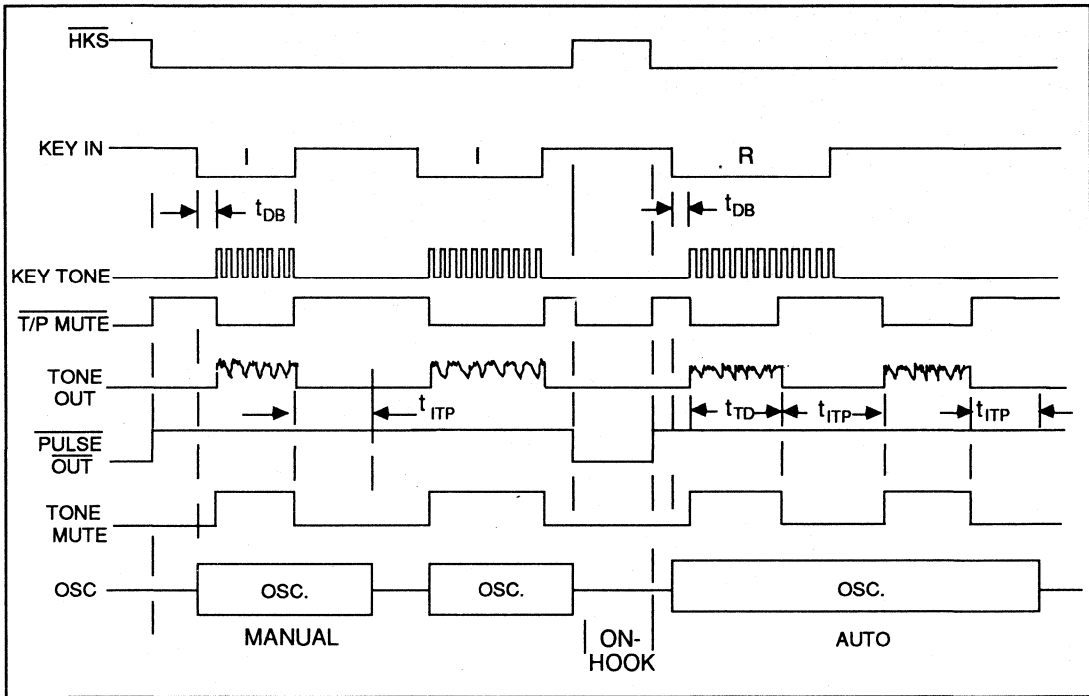 HKS
KEY IN
I
I
R
tDB
tDB
KEY TONE
T/P MUTE
TONE
OUT
tITP
tTD
tITP
tITP
PULSE
OUT
TONE
MUTE
OSC
OSC.
OSC.
OSC.
MANUAL
ON-
HOOK
AUTO